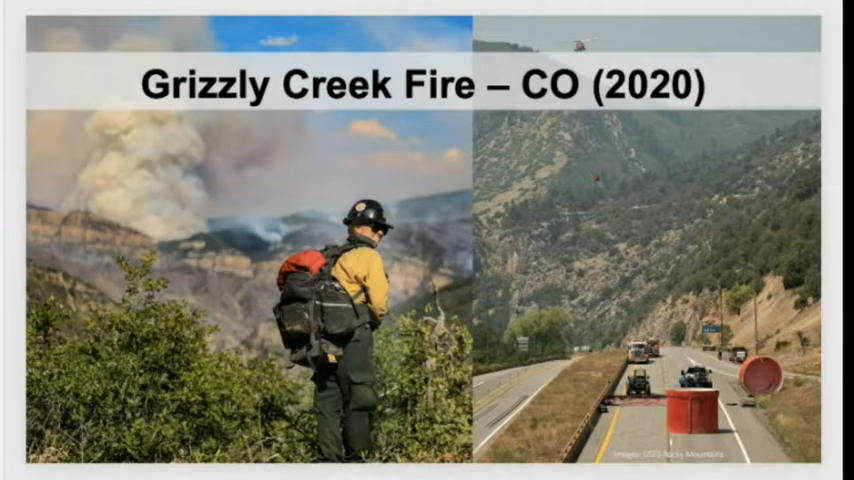 Grizzly Creek Fire – CO (2020)
Images: USFS Rocky Mountains